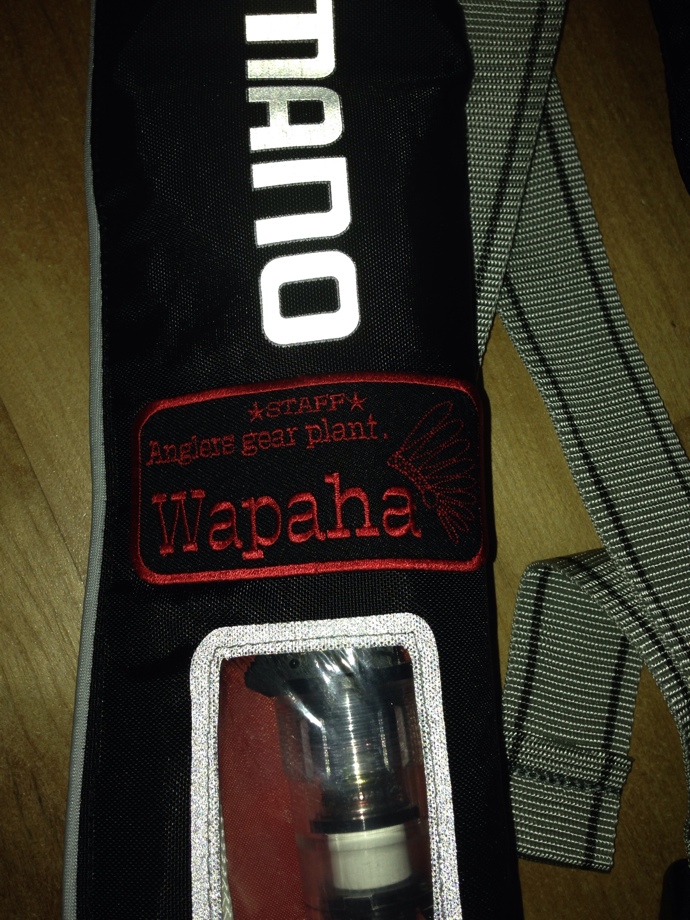 mANO
★STAFF★
Anglers gear plant.
Wapaha